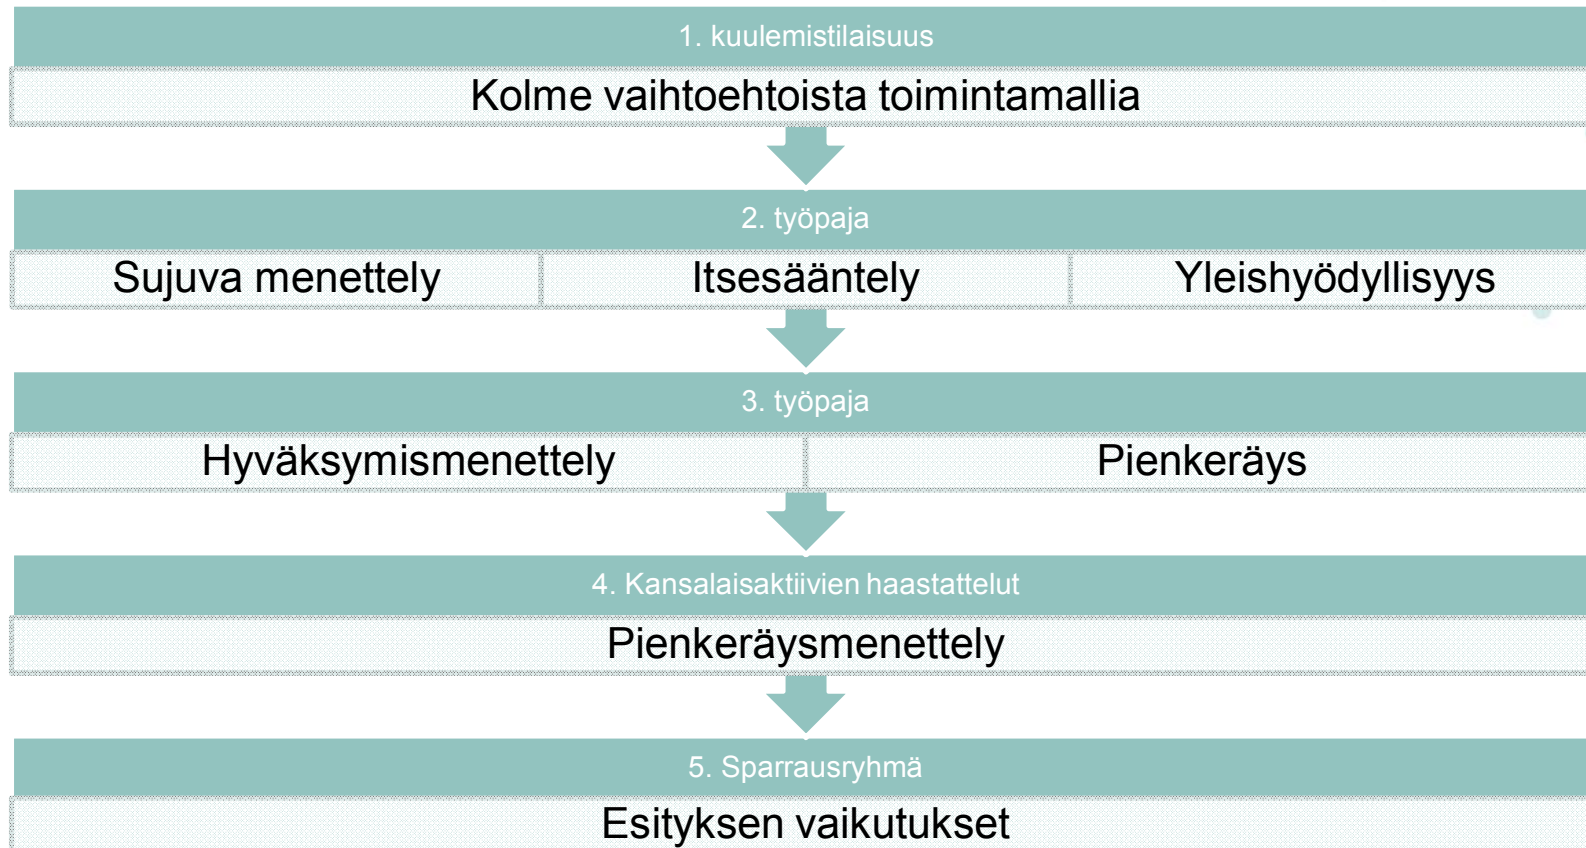 1. kuulemistilaisuus
Kolme vaihtoehtoista toimintamallia
2. työpaja
Sujuva menettely
Itsesääntely
Yleishyödyllisyys
3. työpaja
Hyväksymismenettely
Pienkeräys
4. Kansalaisaktiivien haastattelut
Pienkeräysmenettely
5. Sparrausryhmä
Esityksen vaikutukset